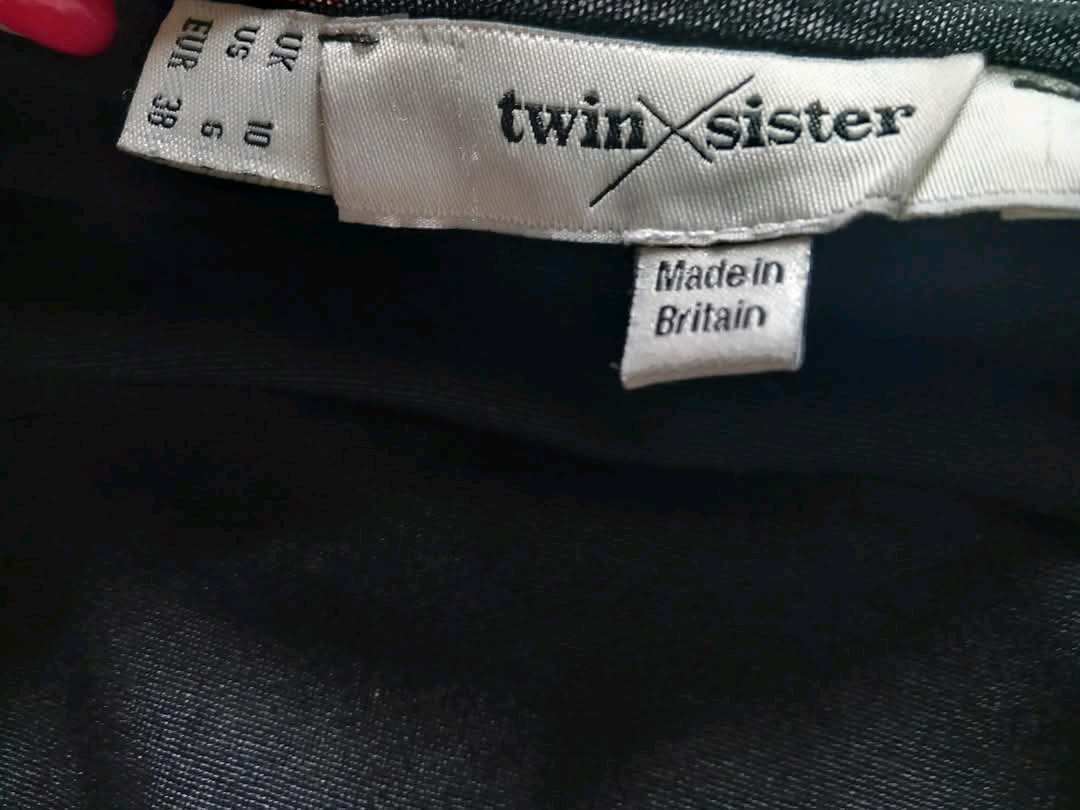 UK 10
US 6
EUR 38
twin sister
Made in
Britain